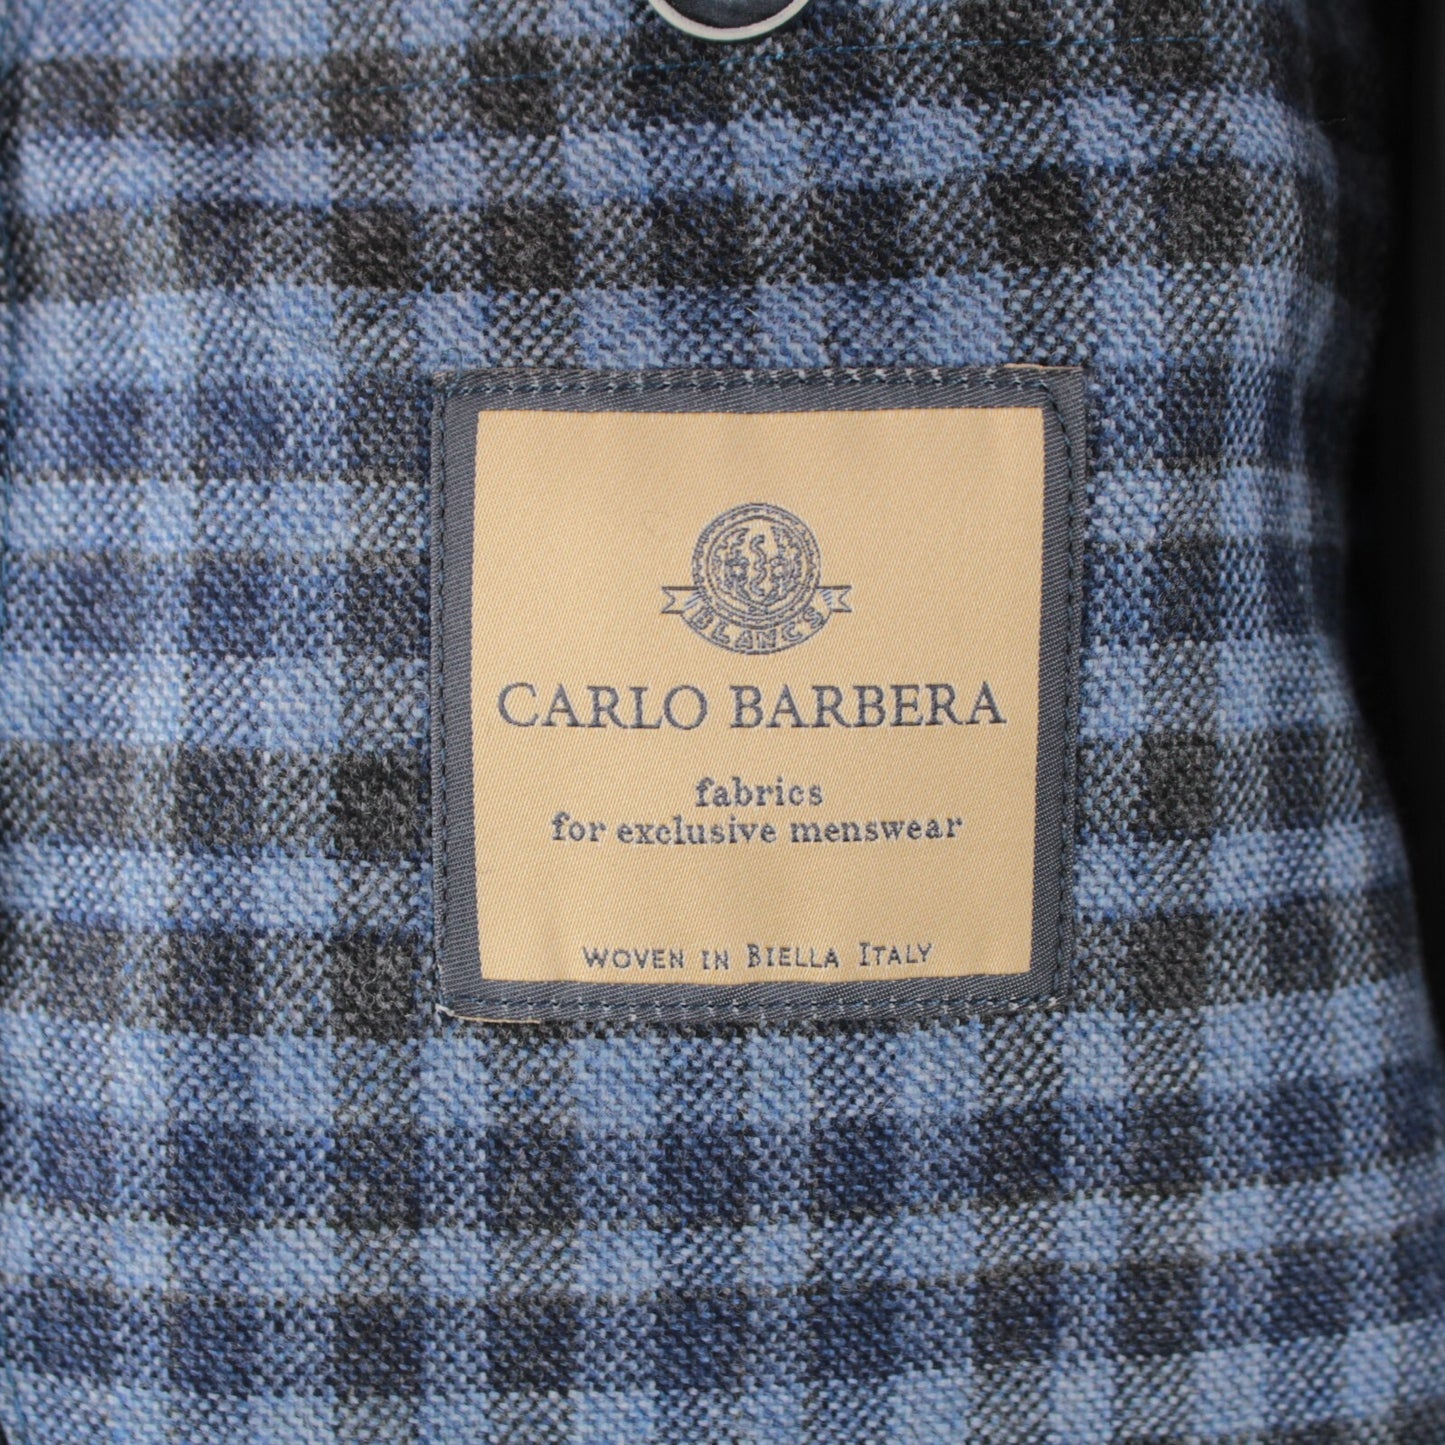 BLANCS
CARLO BARBERA
fabrics
for exclusive menswear
WOVEN IN BIELLA ITALY